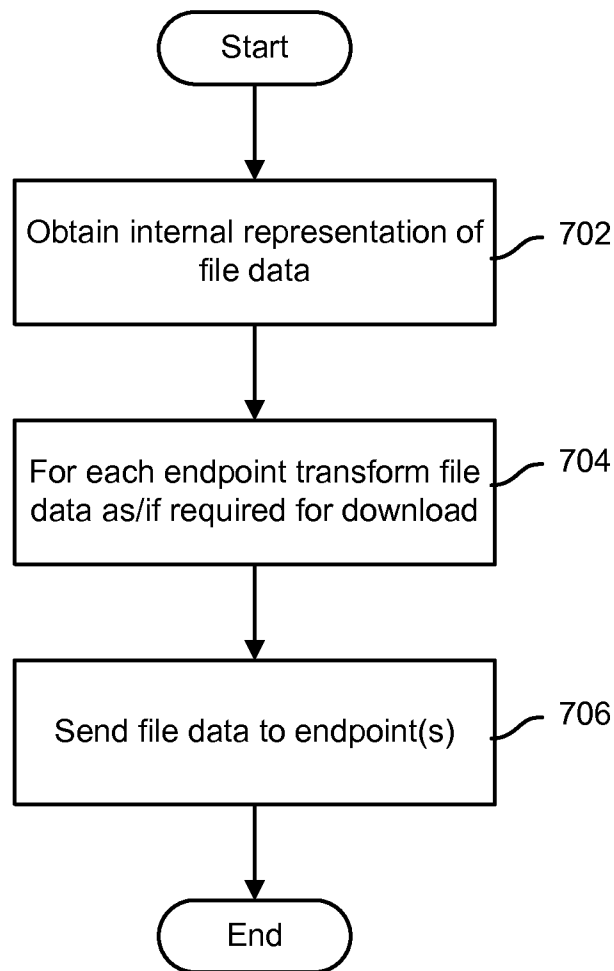 Start
Obtain internal representation of
file data
702
For each endpoint transform file
data as/if required for download
704
Send file data to endpoint(s)
706
End